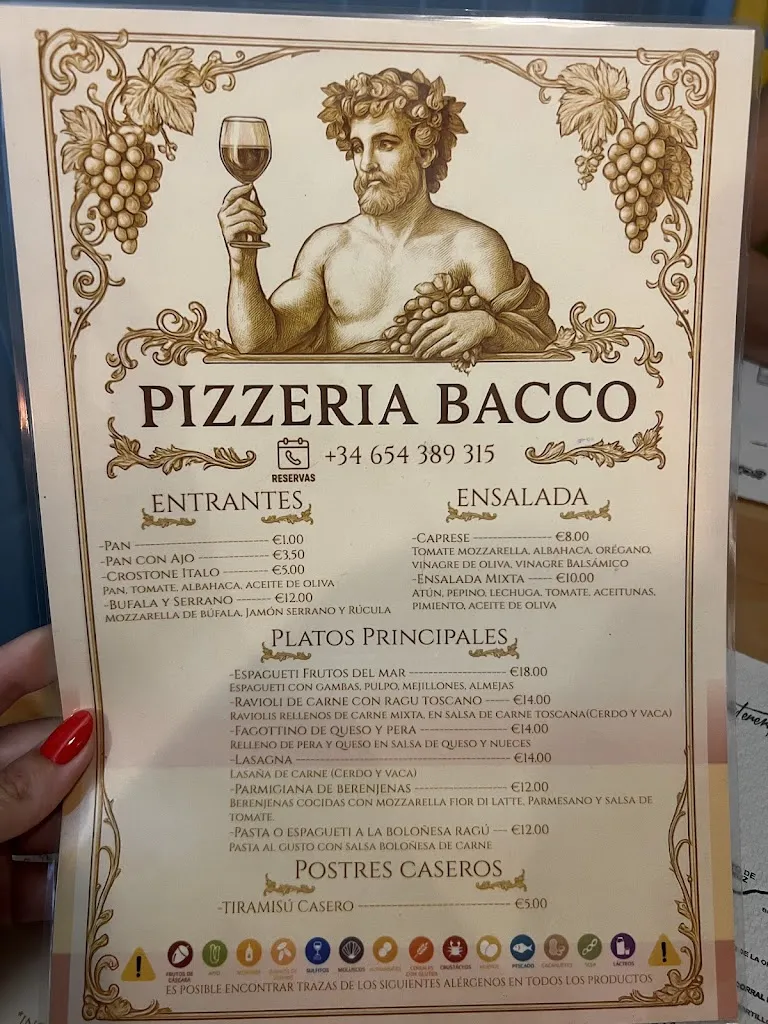 PIZZERIA BACCO
RESERVAS
+34 654 389 315
ENTRANTES
-PAN ---------------------- €1.00
-PAN CON AJO -------------- €3,50
-CROSTONE ITALO --------- €5.00
PAN, TOMATE, ALBAHACA, ACEITE DE OLIVA
-BUFALA Y SERRANO ------- €12.00
MOZZARELLA DE BÚFALA, JAMÓN SERRANO Y RÚCULA
ENSALADA
-CAPRESE ------------------- €8.00
TOMATE MOZZARELLA, ALBAHACA, ORÉGANO,
VINAGRE DE OLIVA, VINAGRE BALSÁMICO
-ENSALADA MIXTA ----- €10.00
ATÚN, PEPINO, LECHUGA, TOMATE, ACEITUNAS,
PIMIENTO, ACEITE DE OLIVA
PLATOS PRINCIPALES
-ESPAGUETI FRUTOS DEL MAR ------------------- €18.00
ESPAGUETI CON GAMBAS, PULPO, MEJILLONES, ALMEJAS
-RAVIOLI DE CARNE CON RAGU TOSCANO ------ €14.00
RAVIOLIS RELLENOS DE CARNE MIXTA, EN SALSA DE CARNE TOSCANA(CERDO Y VACA)
-FAGOTTINO DE QUESO Y PERA ----------------- €14.00
RELLENO DE PERA Y QUESO EN SALSA DE QUESO Y NUECES
-LASAGNA ---------------------------------------- €14.00
LASAÑA DE CARNE (CERDO Y VACA)
-PARMIGIANA DE BERENJENAS ------------------ €12.00
BERENJENAS COCIDAS CON MOZZARELLA FIOR DI LATTE, PARMESANO Y SALSA DE
TOMATE.
-PASTA O ESPAGUETI A LA BOLOÑESA RAGÚ --- €12.00
PASTA AL GUSTO CON SALSA BOLOÑESA DE CARNE
POSTRES CASEROS
-TIRAMISÚ CASERO --------------------------- €5.00
FRUTOS DE CÁSCARA APIO SULFITOS MOLUSCOS CEREALES CON GLUTEN CRUSTÁCEOS HUEVOS PESCADO CACAHUETES SOJA LÁCTEOS
ES POSIBLE ENCONTRAR TRAZAS DE LOS SIGUIENTES ALÉRGENOS EN TODOS LOS PRODUCTOS